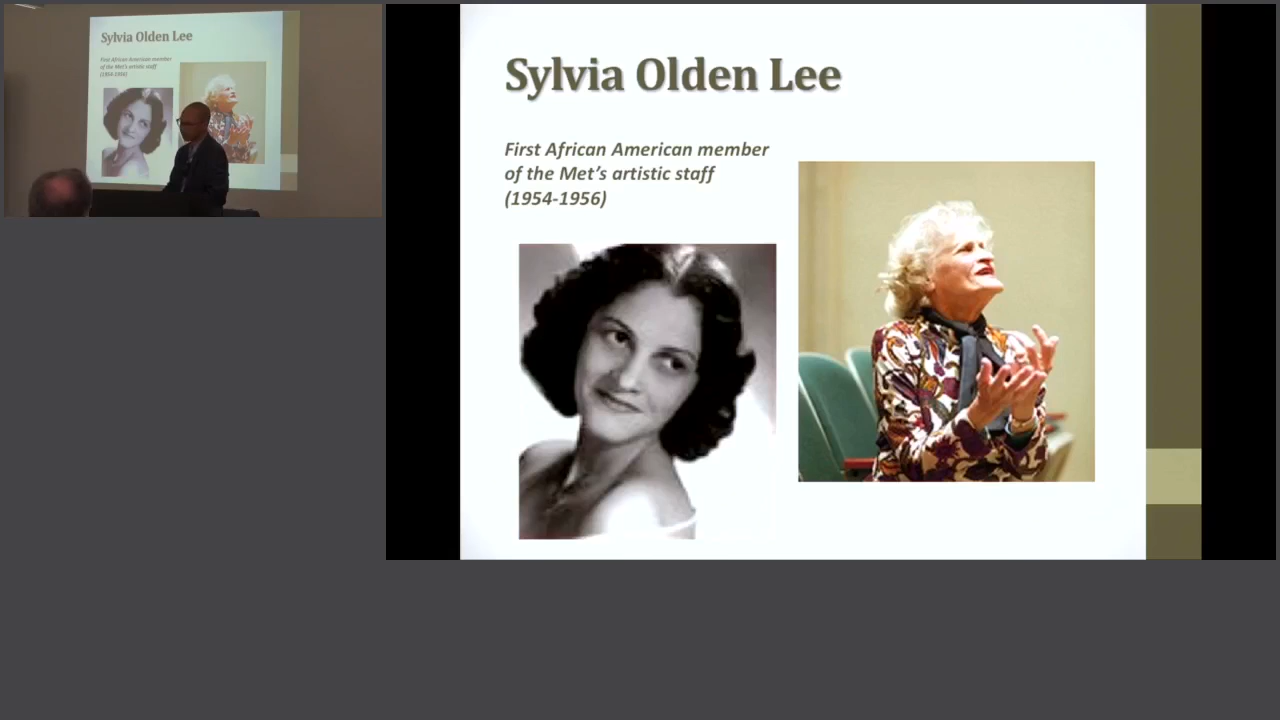 Sylvia Olden Lee
First African American member
of the Met's artistic staff
(1954-1956)
Sylvia Olden Lee
First African American member
of the Met’s artistic staff
(1954-1956)